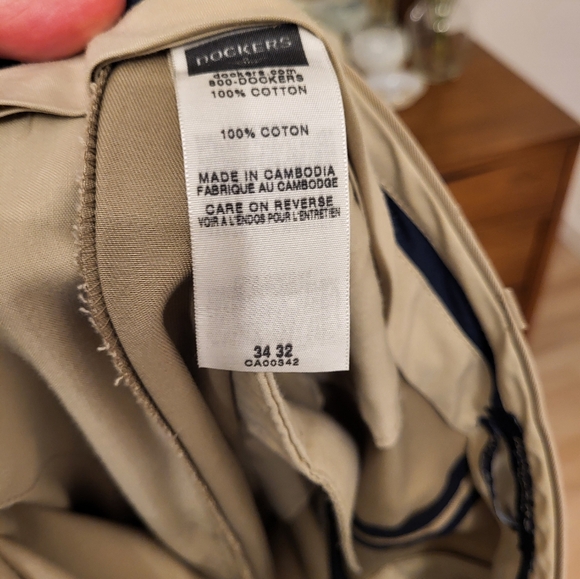 DOCKERS
dockers.com
800-DOCKERS
100% COTTON
100% COTON
MADE IN CAMBODIA
FABRIQUE AU CAMBODGE
CARE ON REVERSE
VOIR A L'ENDOS POUR L'ENTRETIEN
34 32
CA00342